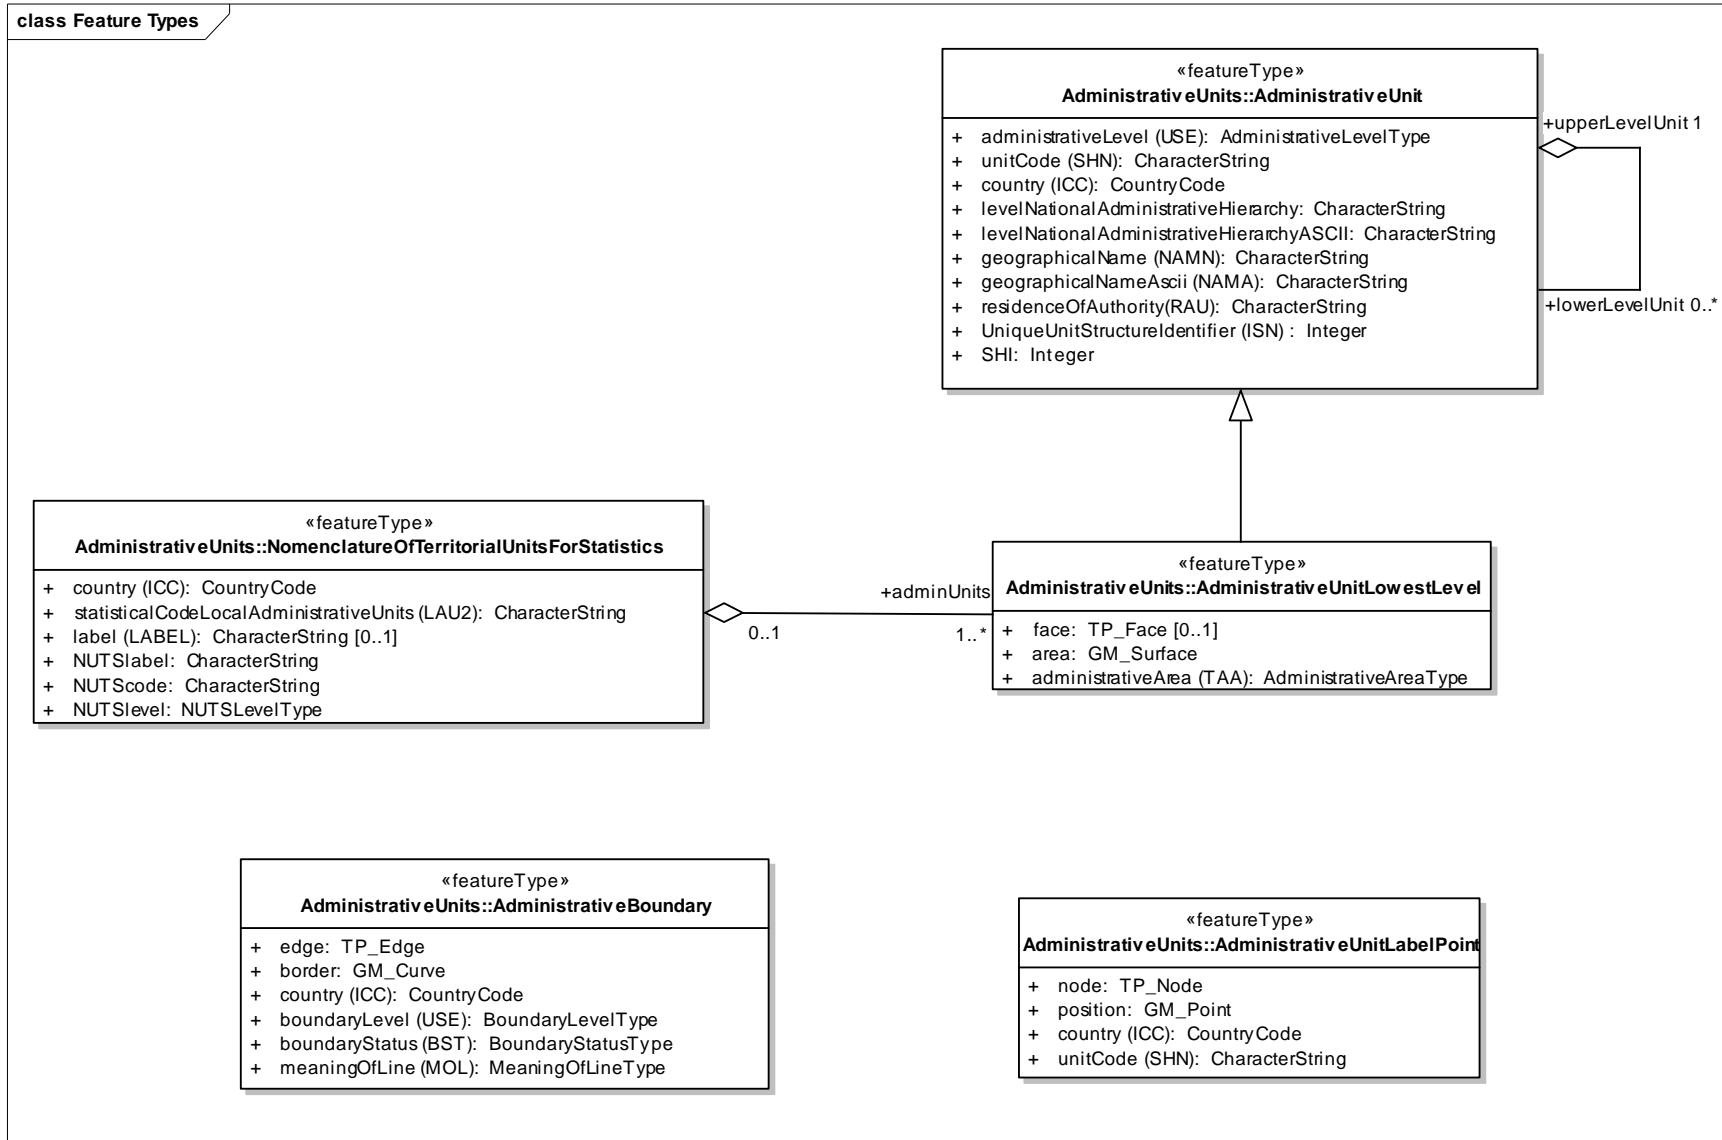 class Feature Types
«featureType»
AdministrativeUnits::AdministrativeUnit
+ administrativeLevel (USE): AdministrativeLevelType
+ unitCode (SHN): CharacterString
+ country (ICC): CountryCode
+ levelNationalAdministrativeHierarchy: CharacterString
+ levelNationalAdministrativeHierarchyASCII: CharacterString
+ geographicalName (NAMN): CharacterString
+ geographicalNameAscii (NAMA): CharacterString
+ residenceOfAuthority(RAU): CharacterString
+ UniqueUnitStructureIdentifier (ISN) : Integer
+ SHI: Integer
+upperLevelUnit 1
+lowerLevelUnit 0..*
«featureType»
AdministrativeUnits::NomenclatureOfTerritorialUnitsForStatistics
+ country (ICC): CountryCode
+ statisticalCodeLocalAdministrativeUnits (LAU2): CharacterString
+ label (LABEL): CharacterString [0..1]
+ NUTSlabel: CharacterString
+ NUTScode: CharacterString
+ NUTSlevel: NUTSLevelType
0..1
+adminUnits
1..*
«featureType»
AdministrativeUnits::AdministrativeUnitLowestLevel
+ face: TP_Face [0..1]
+ area: GM_Surface
+ administrativeArea (TAA): AdministrativeAreaType
«featureType»
AdministrativeUnits::AdministrativeBoundary
+ edge: TP_Edge
+ border: GM_Curve
+ country (ICC): CountryCode
+ boundaryLevel (USE): BoundaryLevelType
+ boundaryStatus (BST): BoundaryStatusType
+ meaningOfLine (MOL): MeaningOfLineType
«featureType»
AdministrativeUnits::AdministrativeUnitLabelPoint
+ node: TP_Node
+ position: GM_Point
+ country (ICC): CountryCode
+ unitCode (SHN): CharacterString